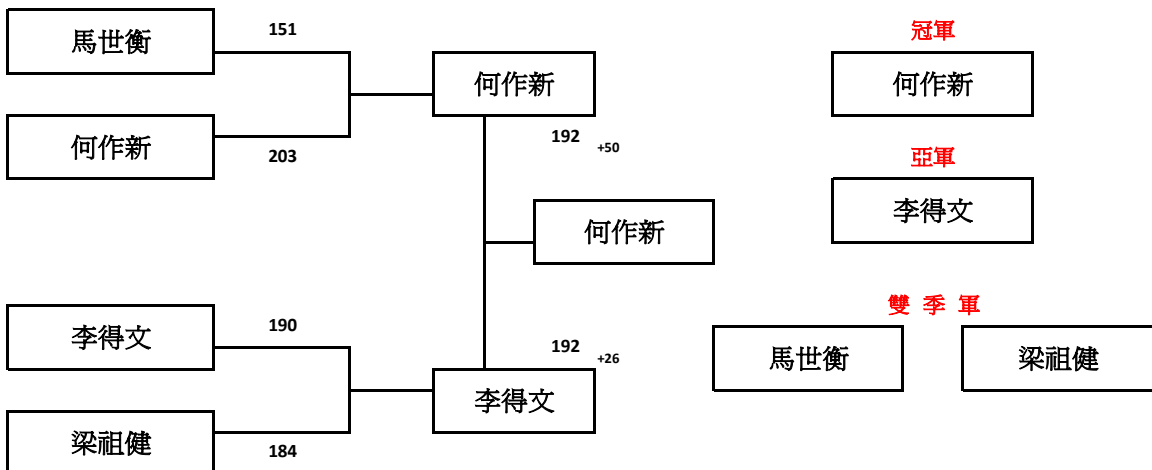 馬世衡
151
何作新
203
何作新
192 +50
何作新
李得文
190
梁祖健
184
192 +26
李得文
冠軍
何作新
亞軍
李得文
雙 季 軍
馬世衡
梁祖健